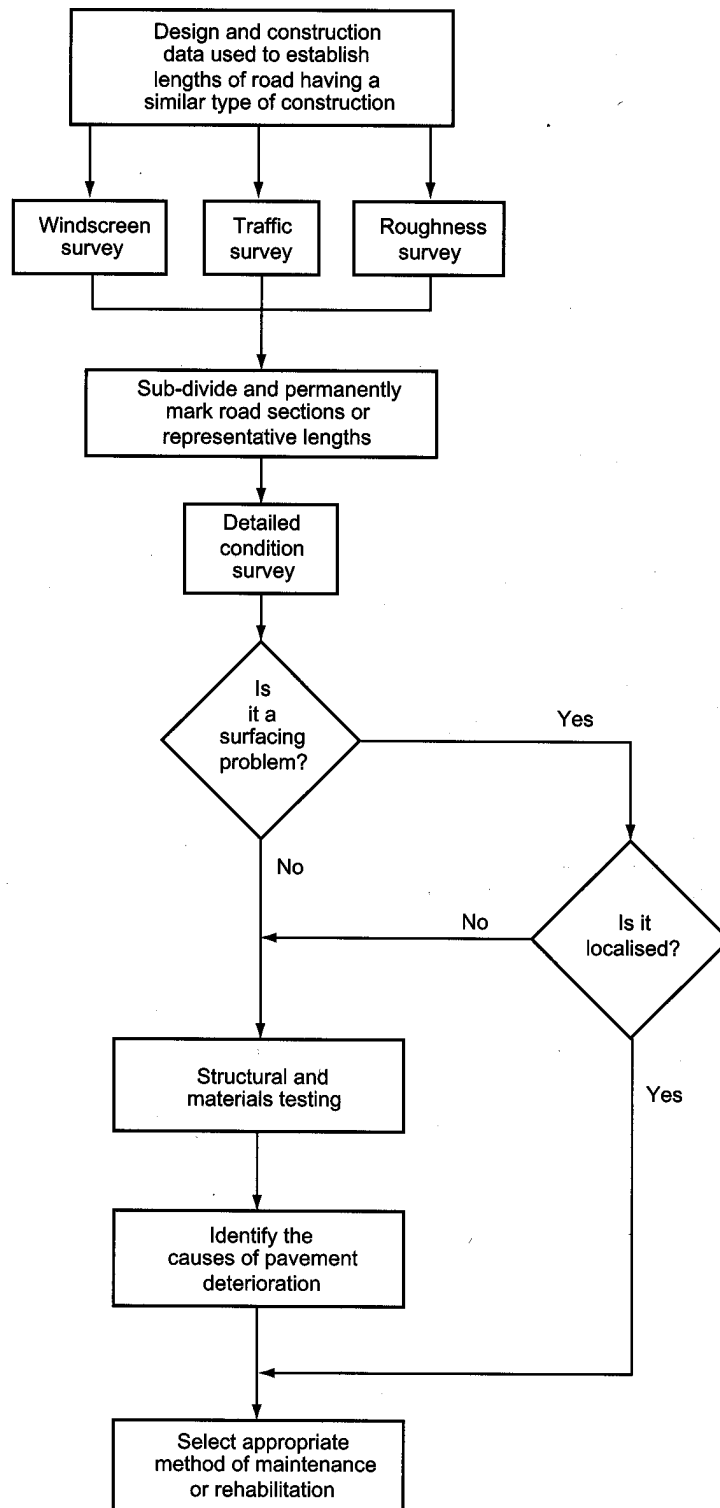 Design and construction
data used to establish
lengths of road having a
similar type of construction
Windscreen
survey
Traffic
survey
Roughness
survey
Sub-divide and permanently
mark road sections or
representative lengths
Detailed
condition
survey
Is
it a
surfacing
problem?
Yes
No
No
Is it
localised?
Structural and
materials testing
Yes
Identify the
causes of pavement
deterioration
Select appropriate
method of maintenance
or rehabilitation